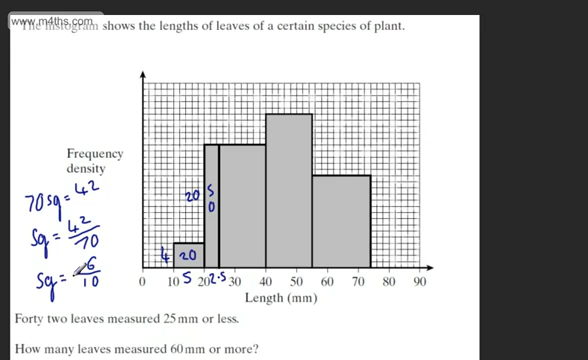 www.m4ths.com
The histogram shows the lengths of leaves of a certain species of plant.
Frequency
density
70sq = 42
sq = 42/70
sq = 6/10
20
50
4
20
5
2.5
0 10 20 30 40 50 60 70 80 90
Length (mm)
Forty two leaves measured 25 mm or less.
How many leaves measured 60 mm or more?